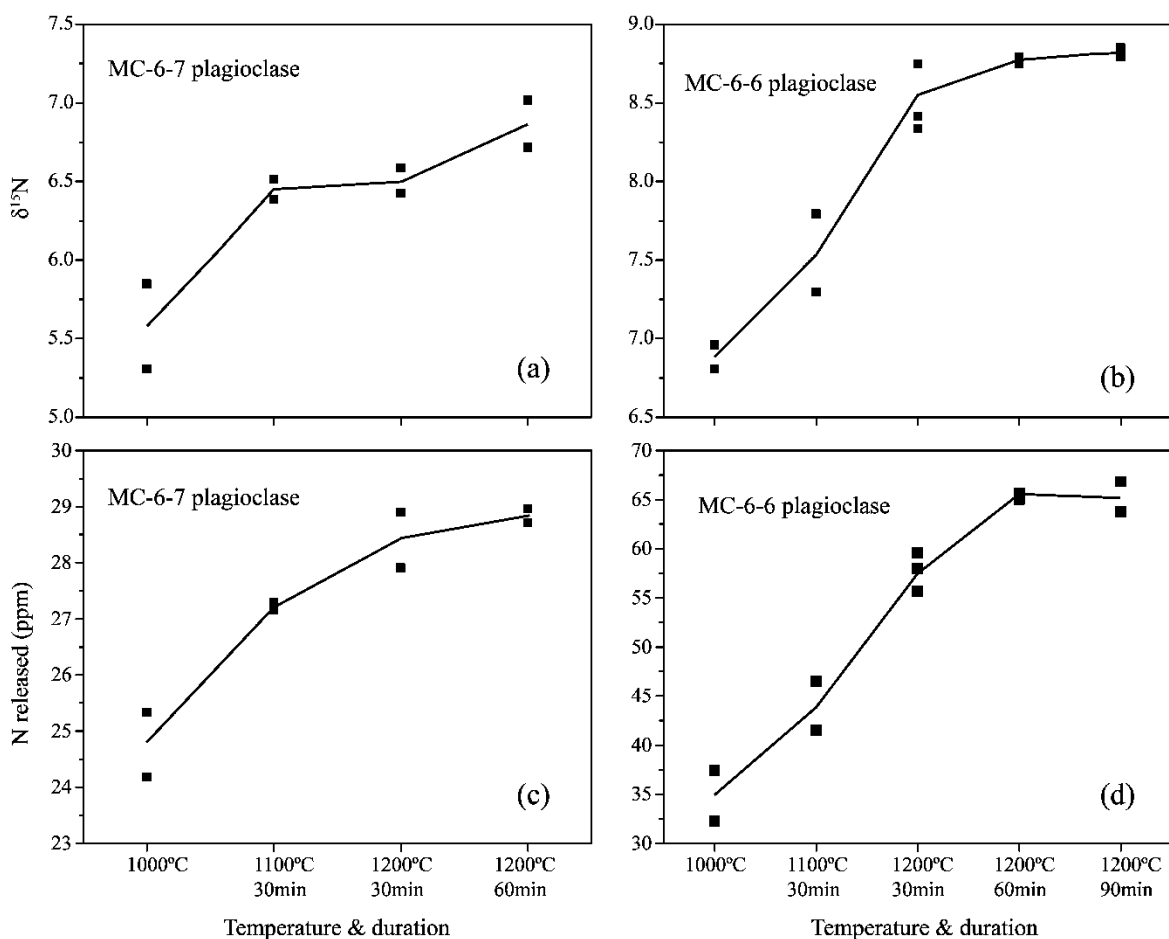 7.5
7.0
6.5
6.0
5.5
5.0
δ¹⁵N
MC-6-7 plagioclase
(a)
9.0
8.5
8.0
7.5
7.0
6.5
MC-6-6 plagioclase
(b)
30
29
28
27
26
25
24
23
N released (ppm)
MC-6-7 plagioclase
(c)
1000ºC 1100ºC 1200ºC 1200ºC
30min 30min 60min
Temperature & duration
70
65
60
55
50
45
40
35
30
MC-6-6 plagioclase
(d)
1000ºC 1100ºC 1200ºC 1200ºC 1200ºC
30min 30min 60min 90min
Temperature & duration